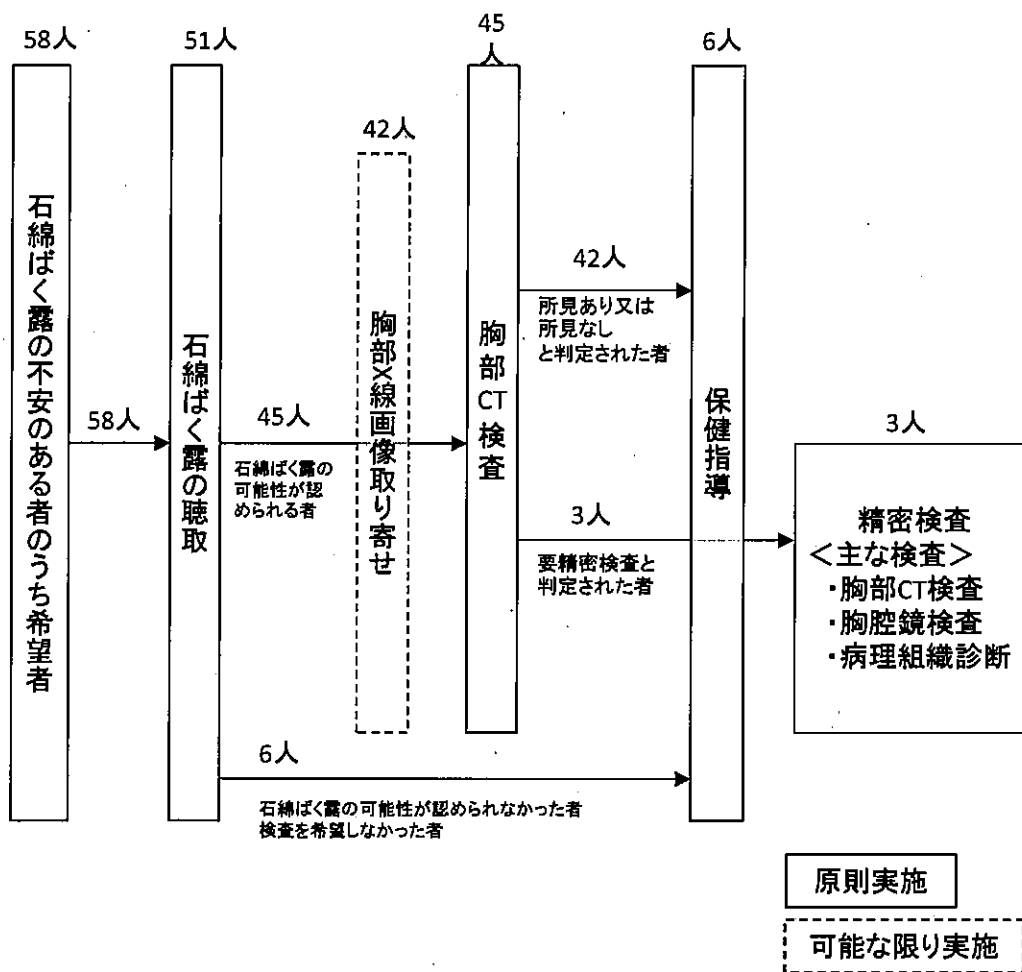 58人
石綿ばく露の不安のある者のうち希望者
58人
51人
石綿ばく露の聴取
45人
石綿ばく露の
可能性が認
められる者
42人
胸部X線画像取り寄せ
45
人
胸部CT検査
42人
所見あり又は
所見なし
と判定された者
3人
要精密検査と
判定された者
6人
石綿ばく露の可能性が認められなかった者
検査を希望しなかった者
6人
保健指導
3人
精密検査
＜主な検査＞
・胸部CT検査
・胸腔鏡検査
・病理組織診断
原則実施
可能な限り実施